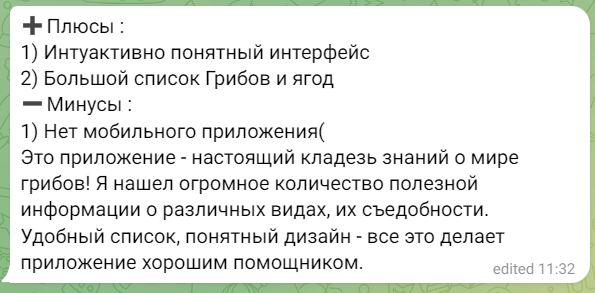 ➕ Плюсы :
1) Интуактивно понятный интерфейс
2) Большой список Грибов и ягод
➖ Минусы :
1) Нет мобильного приложения(
Это приложение - настоящий кладезь знаний о мире
грибов! Я нашел огромное количество полезной
информации о различных видах, их съедобности.
Удобный список, понятный дизайн - все это делает
приложение хорошим помощником.
edited 11:32